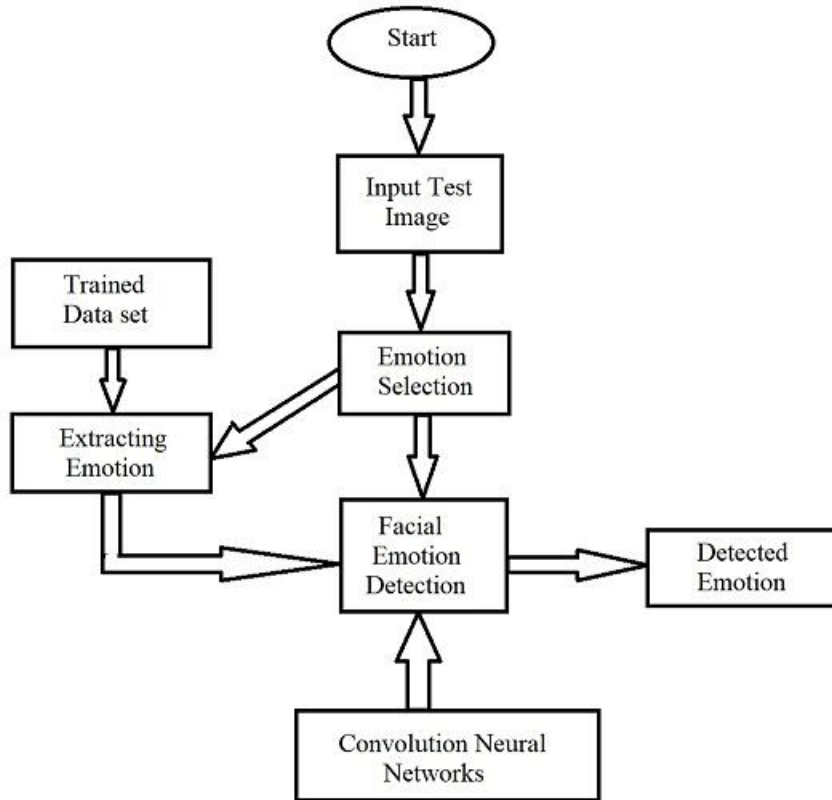 Start
Input Test
Image
Trained
Data set
Emotion
Selection
Extracting
Emotion
Facial
Emotion
Detection
Detected
Emotion
Convolution Neural
Networks